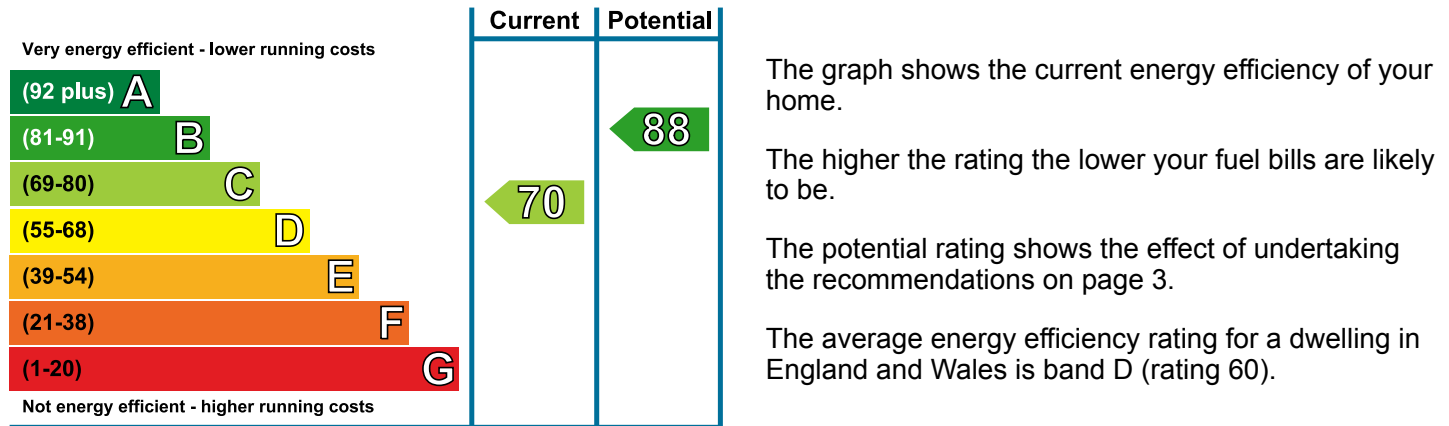 Current Potential
Very energy efficient - lower running costs
(92 plus) A
(81-91) B
88
(69-80) C
70
(55-68) D
(39-54) E
(21-38) F
(1-20) G
Not energy efficient - higher running costs
The graph shows the current energy efficiency of your
home.
The higher the rating the lower your fuel bills are likely
to be.
The potential rating shows the effect of undertaking
the recommendations on page 3.
The average energy efficiency rating for a dwelling in
England and Wales is band D (rating 60).